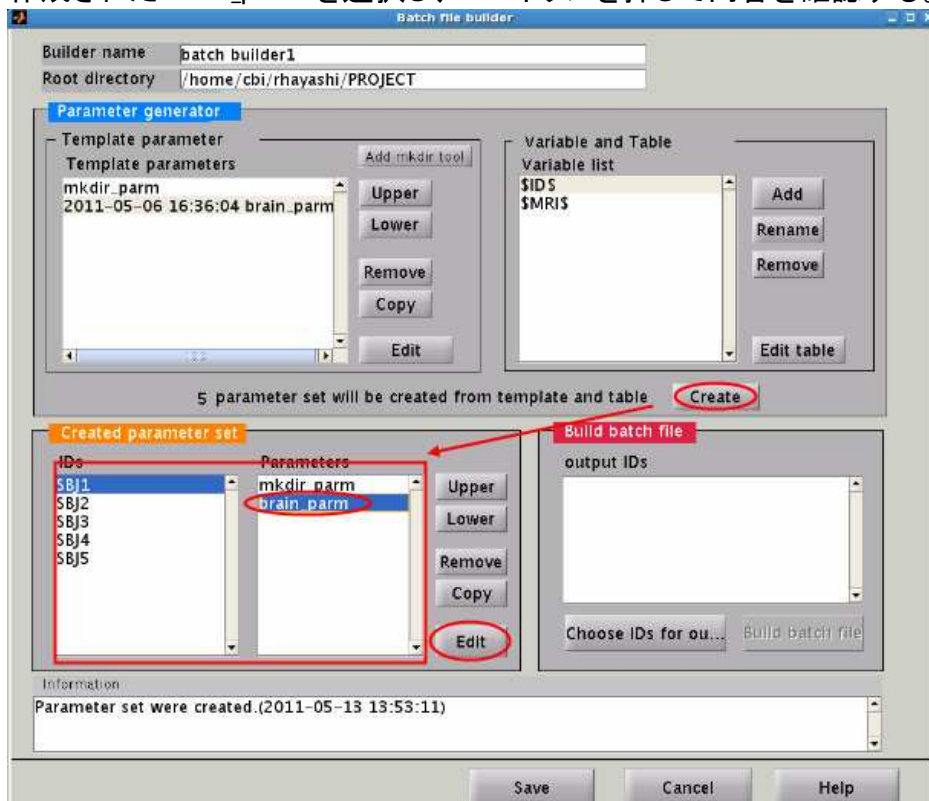 Batch file builder
Builder name batch builder1
Root directory /home/cbi/rhayashi/PROJECT
Parameter generator
Template parameter
Template parameters
mkdir_parm
2011-05-06 16:36:04 brain_parm
Add mkdir tool
Upper
Lower
Remove
Copy
Edit
Variable and Table
Variable list
$ID$
$MRI$
Add
Rename
Remove
Edit table
5 parameter set will be created from template and table
Create
Created parameter set
IDs
SBJ1
SBJ2
SBJ3
SBJ4
SBJ5
Parameters
mkdir_parm
brain_parm
Upper
Lower
Remove
Copy
Edit
Build batch file
output IDs
Choose IDs for ou...
Build batch file
Information
Parameter set were created.(2011-05-13 13:53:11)
Save
Cancel
Help